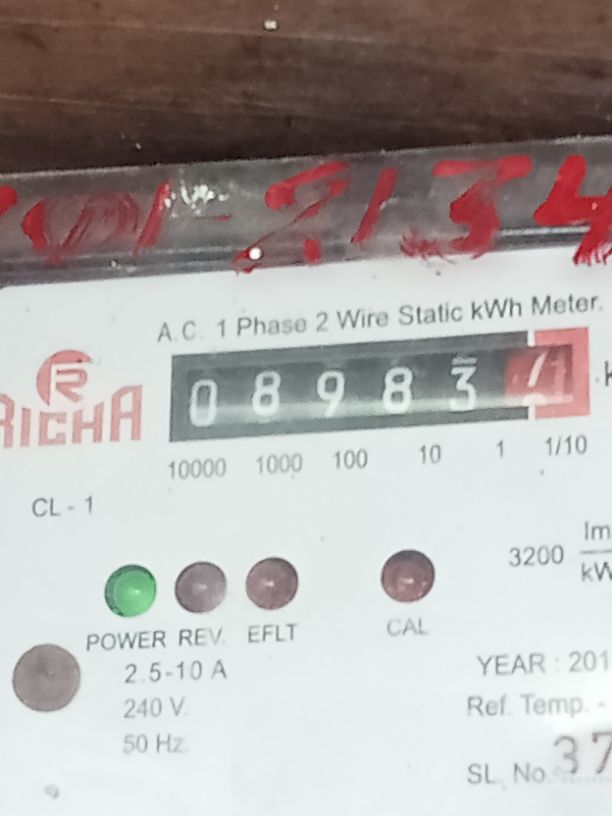 2134
A.C. 1 Phase 2 Wire Static kWh Meter.
RICHA
0 8 9 8 3
10000 1000 100 10 1 1/10
CL - 1
3200 Im
kW
POWER REV. EFLT CAL
2.5-10 A
240 V.
50 Hz.
YEAR : 201
Ref. Temp. -
SL. No. 37